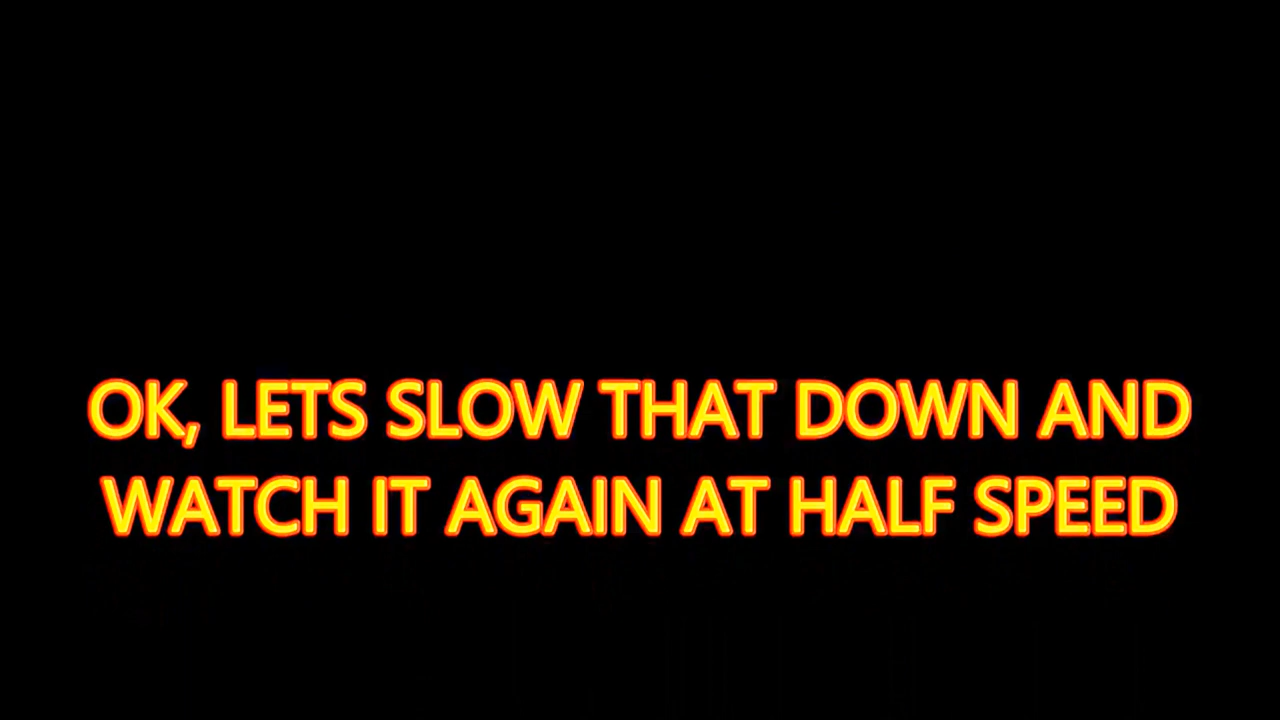 OK, LETS SLOW THAT DOWN AND
WATCH IT AGAIN AT HALF SPEED